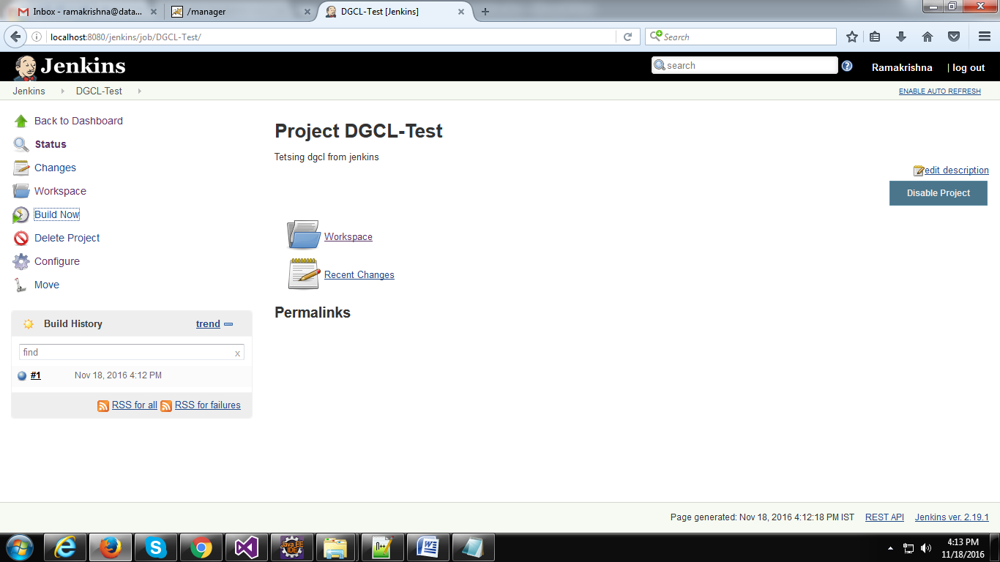 Inbox - ramakrishna@data... × /manager × DGCL-Test [Jenkins] ×
localhost:8080/jenkins/job/DGCL-Test/ Search
Jenkins search Ramakrishna | log out
Jenkins DGCL-Test ENABLE AUTO REFRESH
Back to Dashboard
Status
Changes
Workspace
Build Now
Delete Project
Configure
Move
Project DGCL-Test
Tetsing dgcl from jenkins
edit description
Disable Project
Workspace
Recent Changes
Permalinks
Build History trend
find x
#1 Nov 18, 2016 4:12 PM
RSS for all RSS for failures
Page generated: Nov 18, 2016 4:12:18 PM IST REST API Jenkins ver. 2.19.1
Java EE
IDE
4:13 PM
11/18/2016